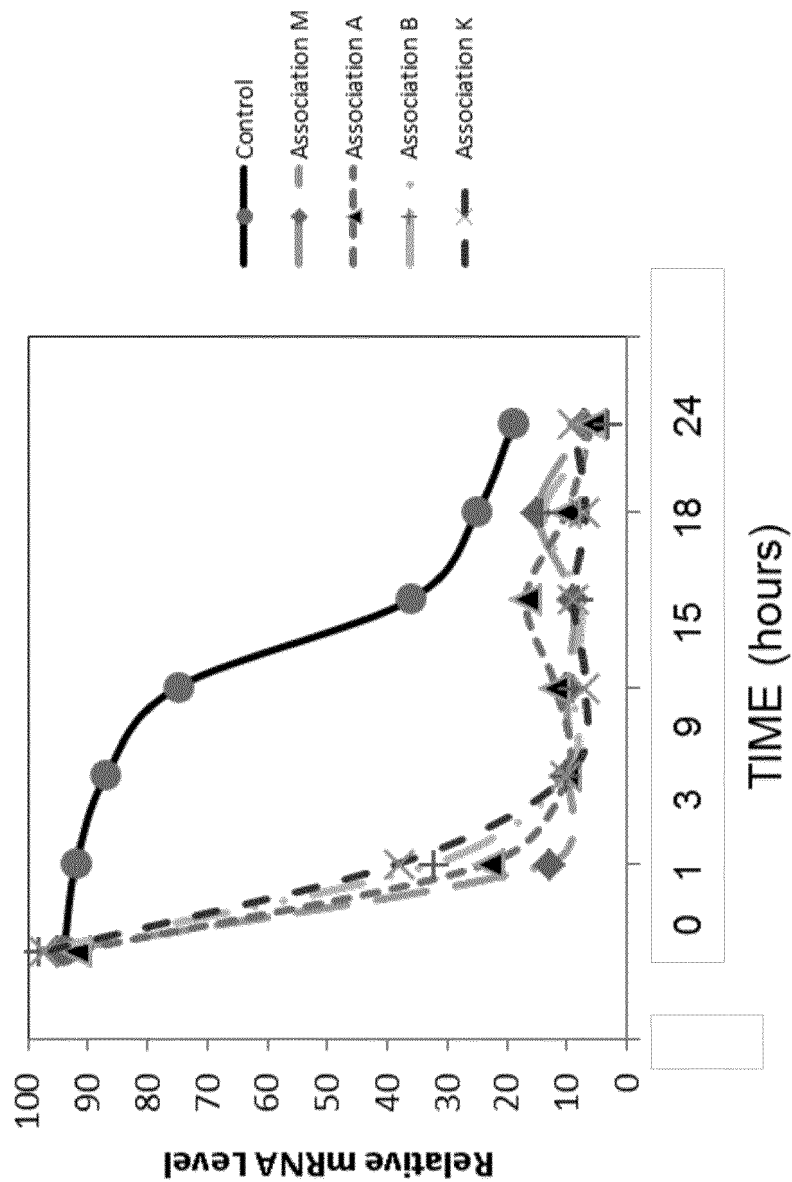 Relative mRNA Level
100
90
80
70
60
50
40
30
20
10
0
0 1 3 9 15 18 24
TIME (hours)
Control
Association M
Association A
Association B
Association K